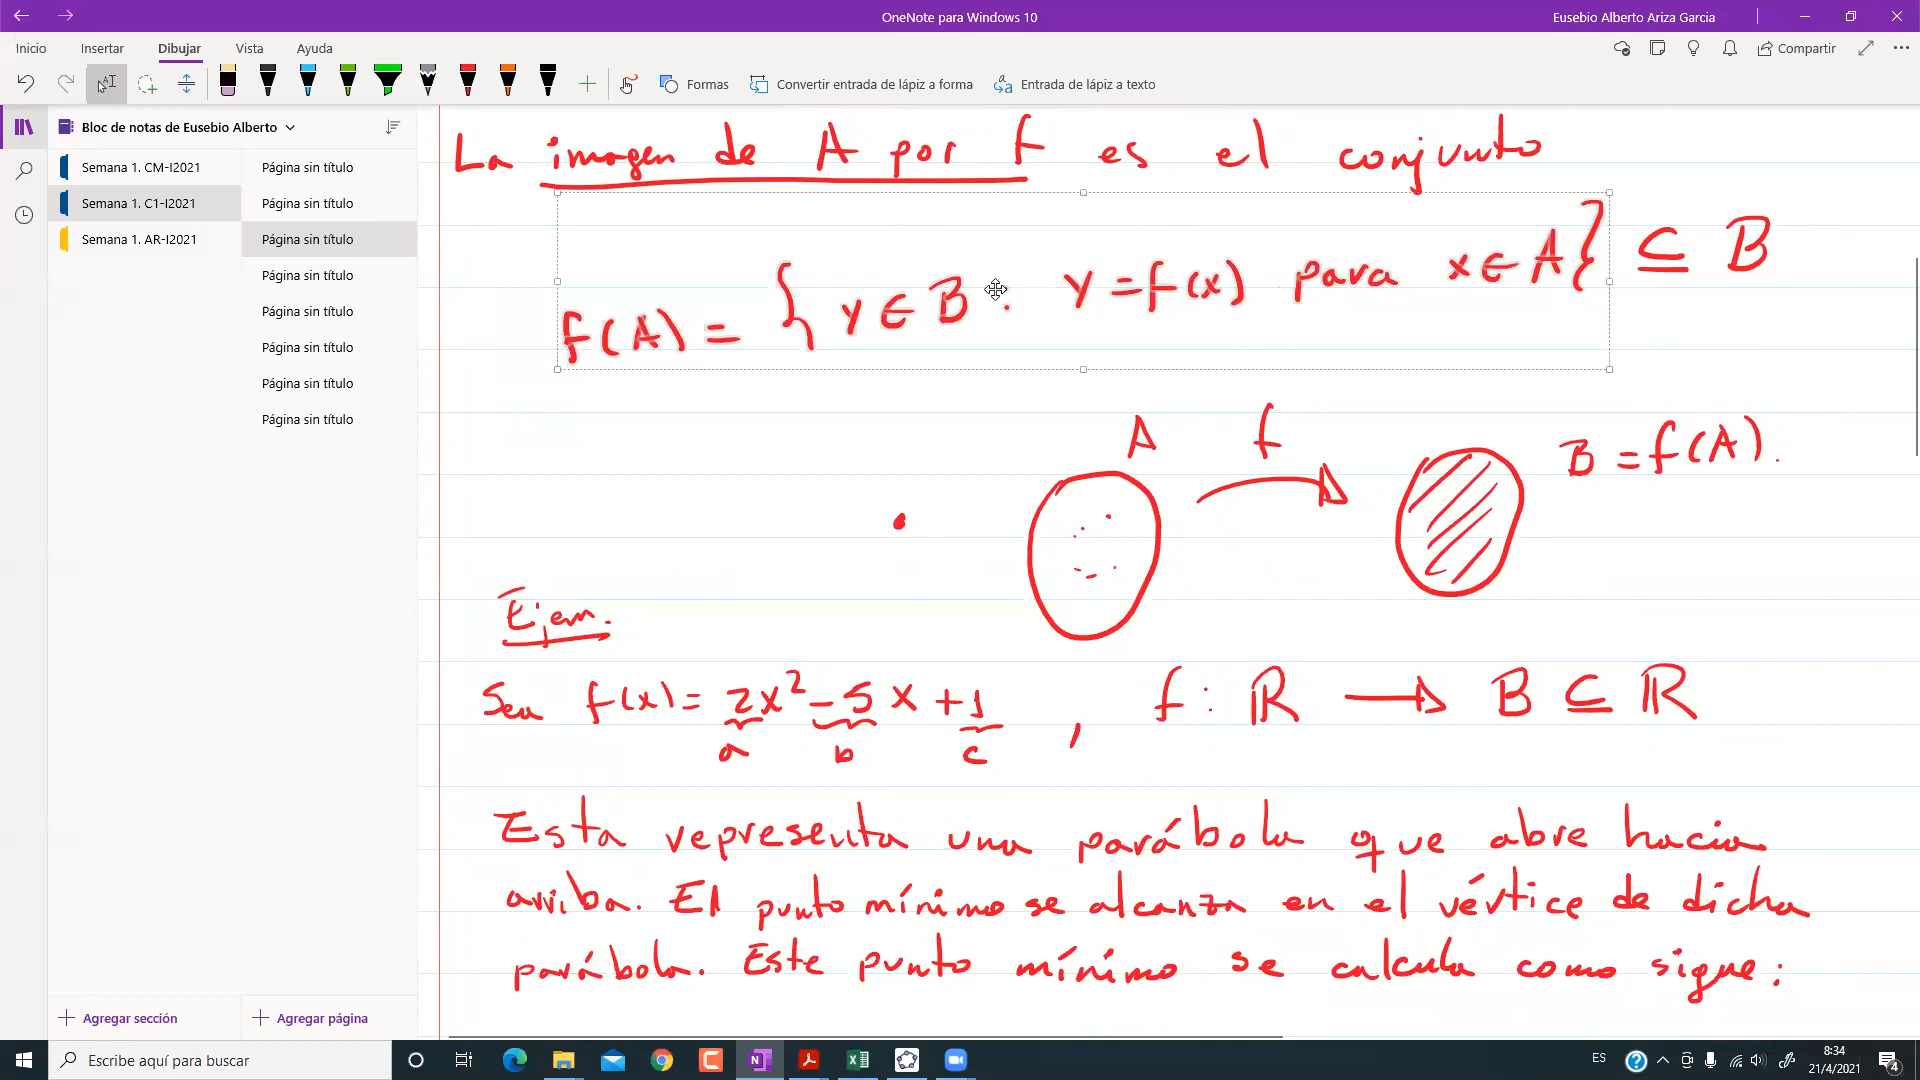 OneNote para Windows 10
Eusebio Alberto Ariza Garcia
Inicio Insertar Dibujar Vista Ayuda
Compartir
Formas Convertir entrada de lápiz a forma Entrada de lápiz a texto
Bloc de notas de Eusebio Alberto
Semana 1. CM-I2021
Semana 1. C1-I2021
Semana 1. AR-I2021
Página sin título
Página sin título
Página sin título
Página sin título
Página sin título
Página sin título
Página sin título
Página sin título
Agregar sección
Agregar página
La imagen de A por f es el conjunto
f(A) = { y ∈ B : y = f(x) para x ∈ A } ⊆ B
A f B = f(A).
Ejem.
Sea f(x) = 2x² - 5x + 1 , f : ℝ → B ⊆ ℝ
a b c
Esta representa una parábola que abre hacia
arriba. El punto mínimo se alcanza en el vértice de dicha
parábola. Este punto mínimo se calcula como sigue:
Escribe aquí para buscar
ES
8:34
21/4/2021
4